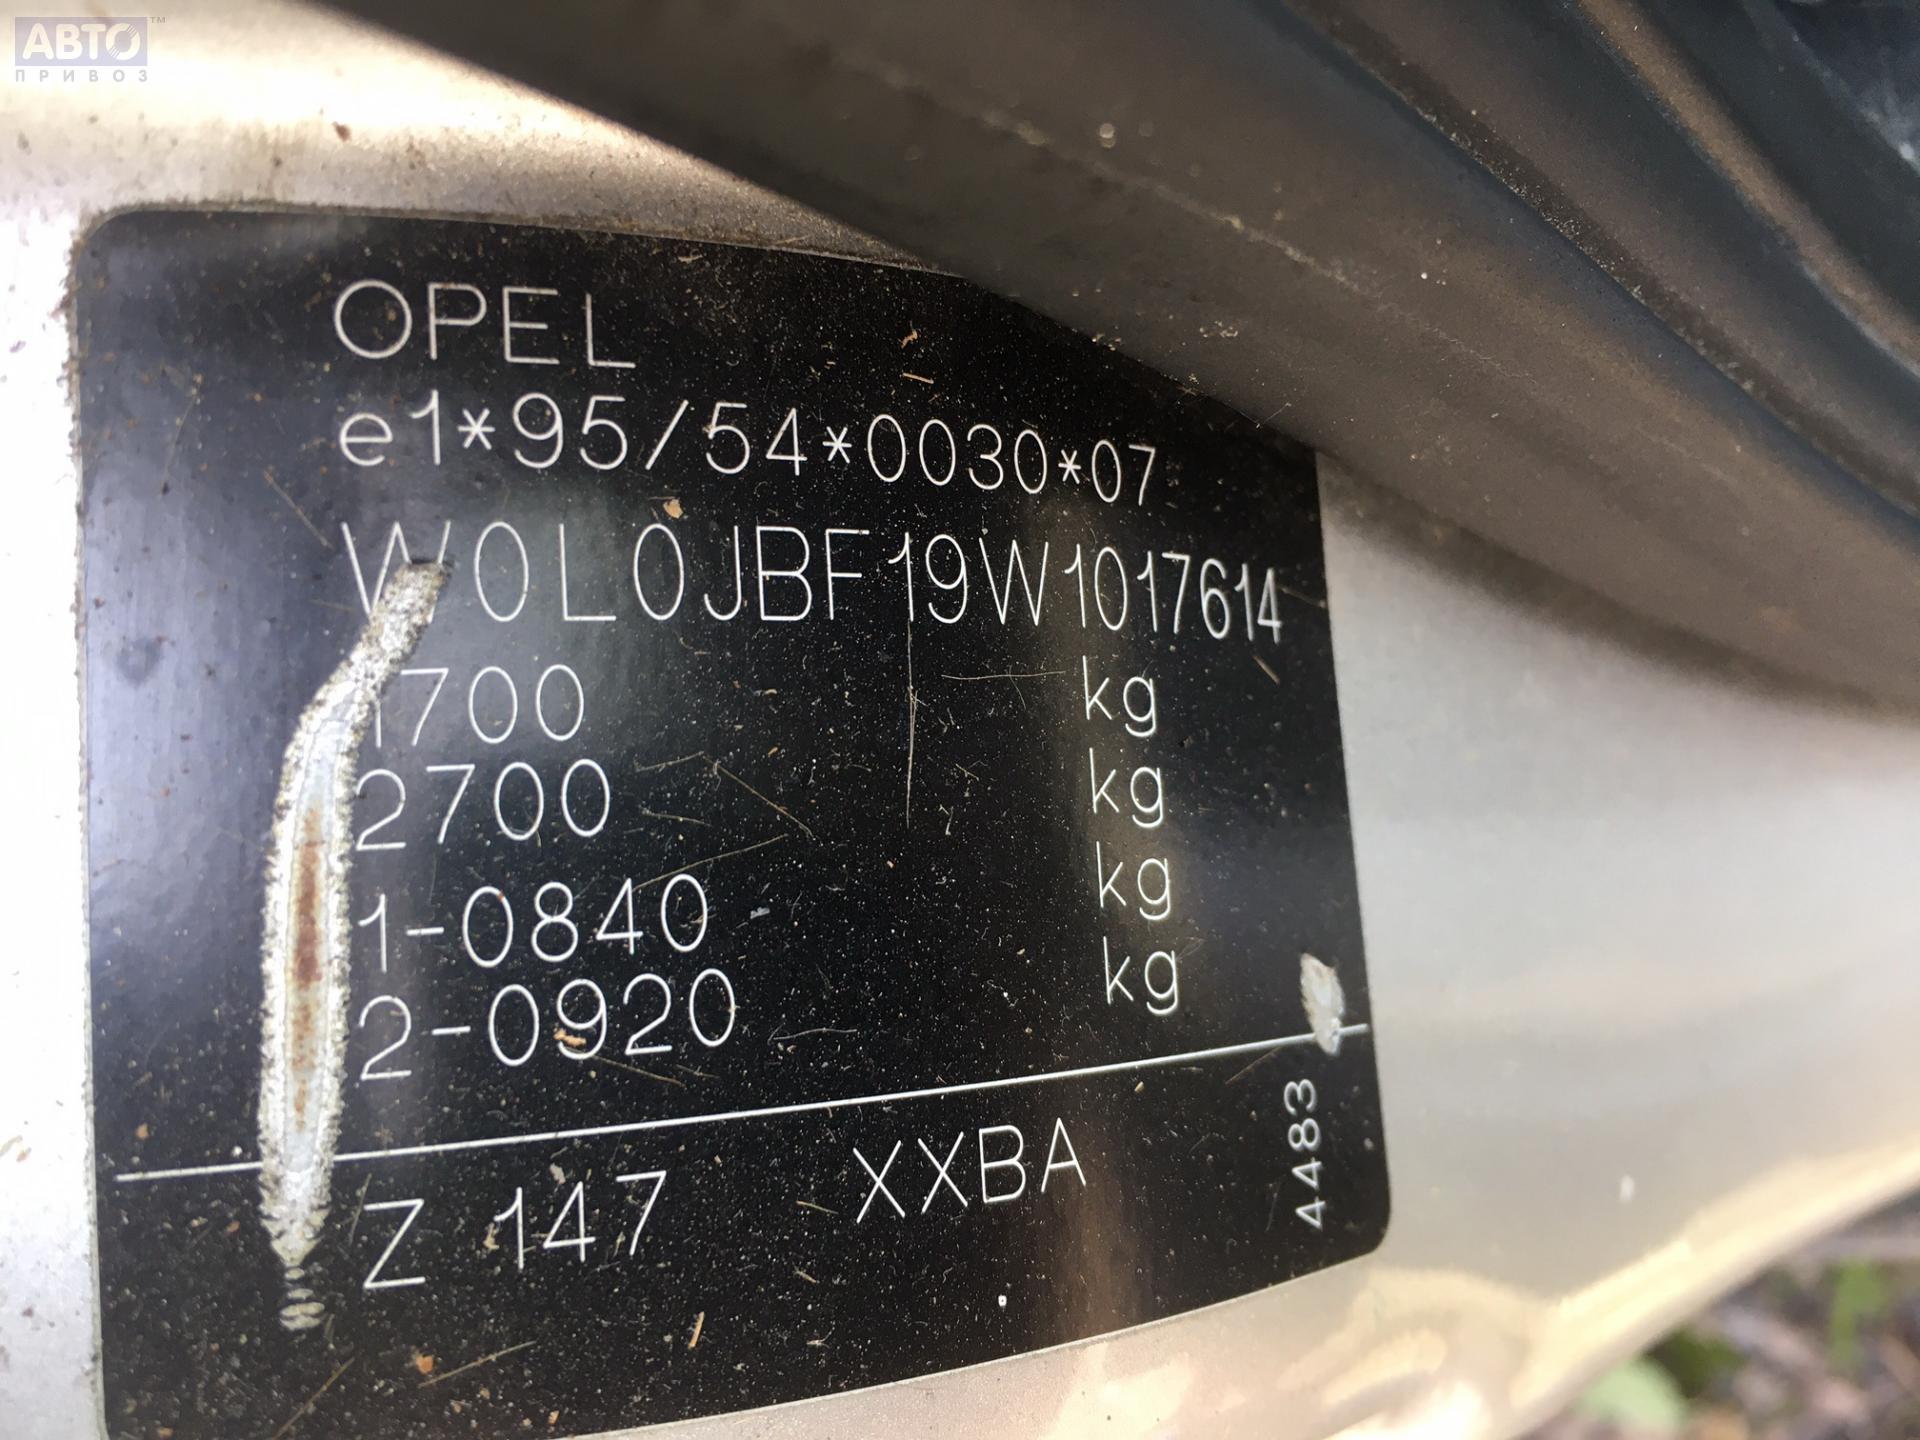 АВТО™
ПРИВОЗ
OPEL
e1*95/54*0030*07
W0L0JBF19W1017614
1700 kg
2700 kg
1-0840 kg
2-0920 kg
Z 147 XXBA
4483